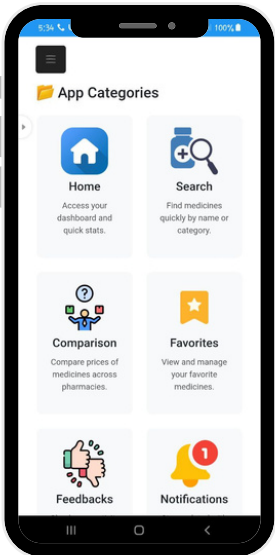 5:34
100%
App Categories
Home
Access your
dashboard and
quick stats.
Search
Find medicines
quickly by name or
category.
Comparison
Compare prices of
medicines across
pharmacies.
Favorites
View and manage
your favorite
medicines.
Feedbacks
1
Notifications